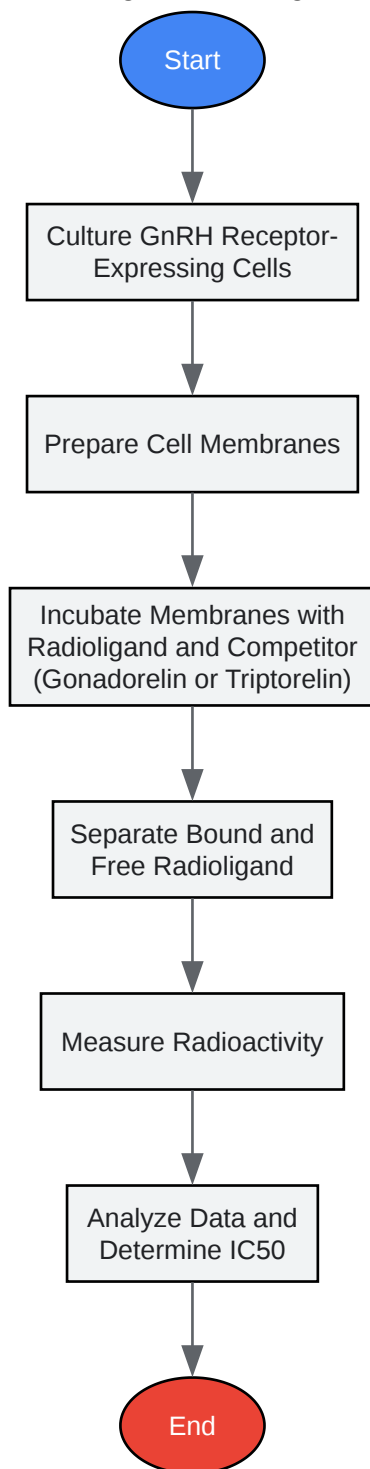 Start
Culture GnRH Receptor-
Expressing Cells
Prepare Cell Membranes
Incubate Membranes with
Radioligand and Competitor
(Gonadorelin or Triptorelin)
Separate Bound and
Free Radioligand
Measure Radioactivity
Analyze Data and
Determine IC50
End